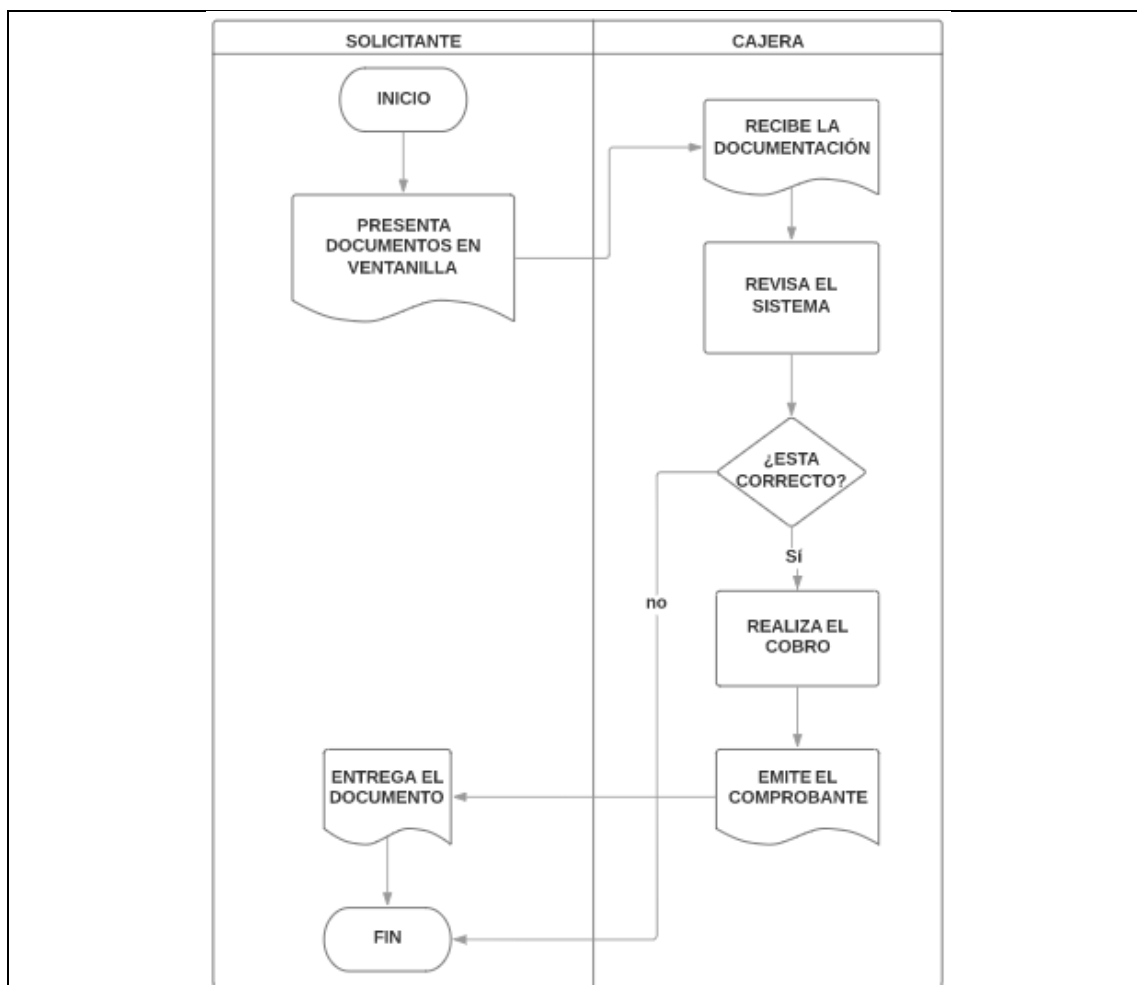 SOLICITANTE
CAJERA
INICIO
RECIBE LA
DOCUMENTACIÓN
PRESENTA
DOCUMENTOS EN
VENTANILLA
REVISA EL
SISTEMA
¿ESTA
CORRECTO?
Sí
no
REALIZA EL
COBRO
ENTREGA EL
DOCUMENTO
EMITE EL
COMPROBANTE
FIN